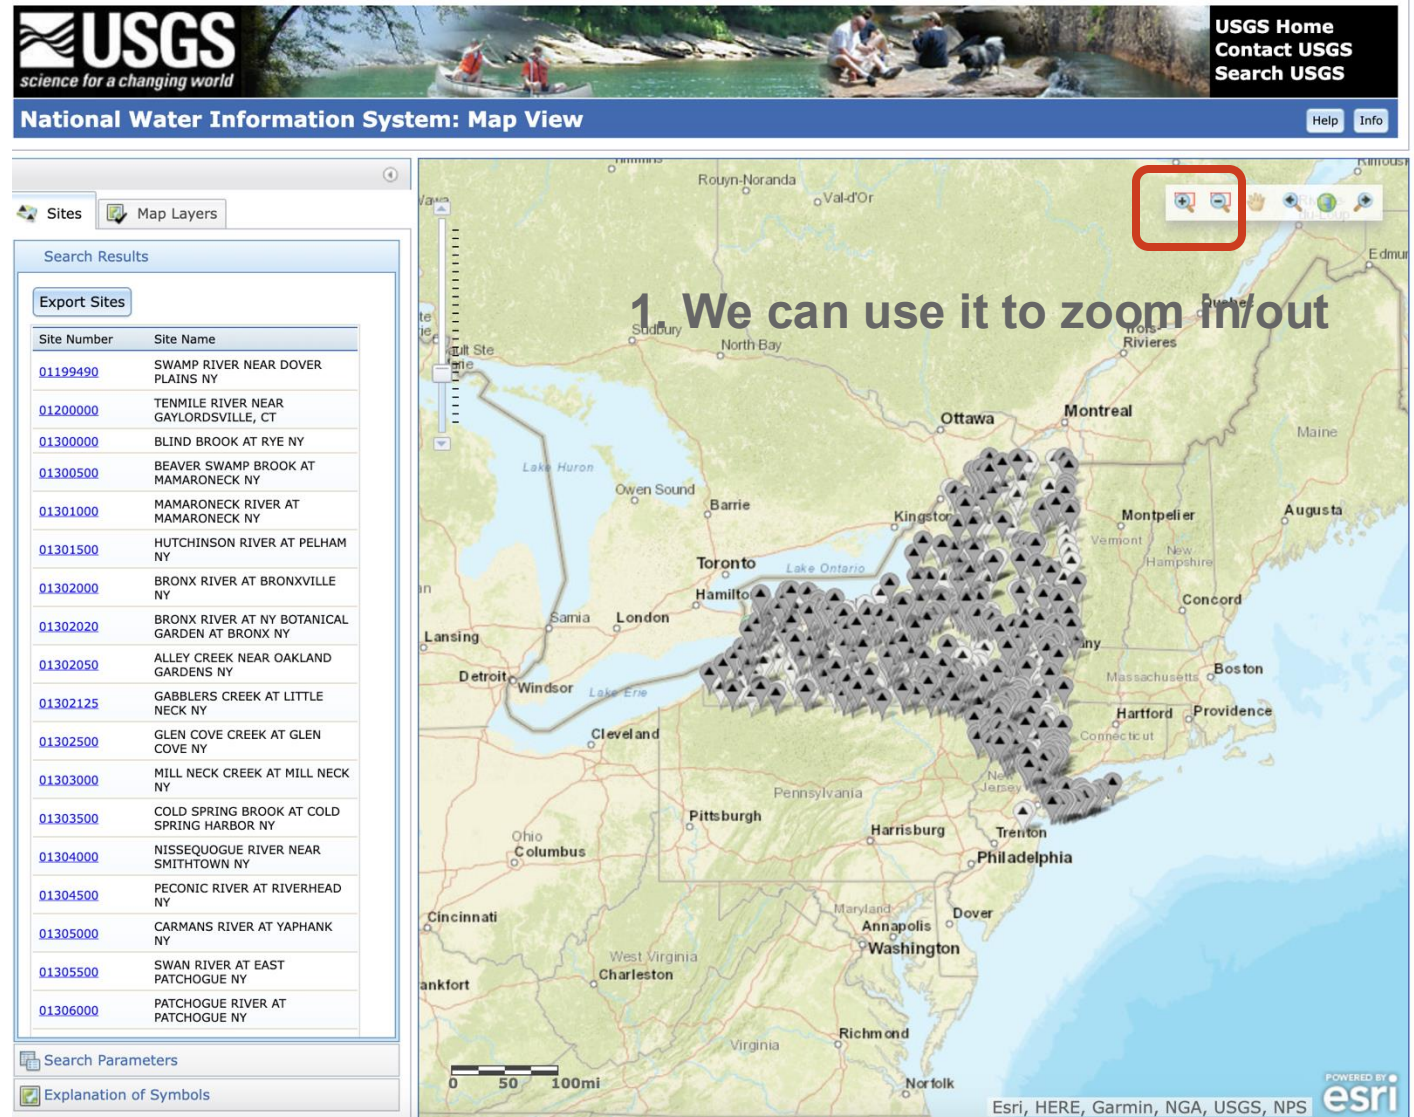 USGS
science for a changing world
USGS Home
Contact USGS
Search USGS
National Water Information System: Map View
Help
Info
Sites
Map Layers
Search Results
Export Sites
Site Number Site Name
01199490 SWAMP RIVER NEAR DOVER
PLAINS NY
01200000 TENMILE RIVER NEAR
GAYLORDSVILLE, CT
01300000 BLIND BROOK AT RYE NY
01300500 BEAVER SWAMP BROOK AT
MAMARONECK NY
01301000 MAMARONECK RIVER AT
MAMARONECK NY
01301500 HUTCHINSON RIVER AT PELHAM
NY
01302000 BRONX RIVER AT BRONXVILLE
NY
01302020 BRONX RIVER AT NY BOTANICAL
GARDEN AT BRONX NY
01302050 ALLEY CREEK NEAR OAKLAND
GARDENS NY
01302125 GABBLERS CREEK AT LITTLE
NECK NY
01302500 GLEN COVE CREEK AT GLEN
COVE NY
01303000 MILL NECK CREEK AT MILL NECK
NY
01303500 COLD SPRING BROOK AT COLD
SPRING HARBOR NY
01304000 NISSEQUOGUE RIVER NEAR
SMITHTOWN NY
01304500 PECONIC RIVER AT RIVERHEAD
NY
01305000 CARMANS RIVER AT YAPHANK
NY
01305500 SWAN RIVER AT EAST
PATCHOGUE NY
01306000 PATCHOGUE RIVER AT
PATCHOGUE NY
Search Parameters
Explanation of Symbols
Rouyn-Noranda
Val-d'Or
1. We can use it to zoom in/out
Quebec
Sudbury
North Bay
Trois-
Rivieres
Ottawa
Montreal
Maine
Lake Huron
Owen Sound
Barrie
Kingston
Montpelier
Augusta
Vermont
New
Hampshire
Toronto
Lake Ontario
Hamilto
Concord
Sarnia
London
Lansing
any
Detroit
Windsor
Lake Erie
Massachusetts
Boston
Hartford
Providence
Connecticut
Cleveland
New
Jersey
Pennsylvania
Pittsburgh
Harrisburg
Trenton
Ohio
Columbus
Philadelphia
Cincinnati
Maryland
Dover
Annapolis
Washington
West Virginia
Charleston
ankfort
Richmond
Virginia
Norfolk
0 50 100mi
Esri, HERE, Garmin, NGA, USGS, NPS
POWERED BY
esri